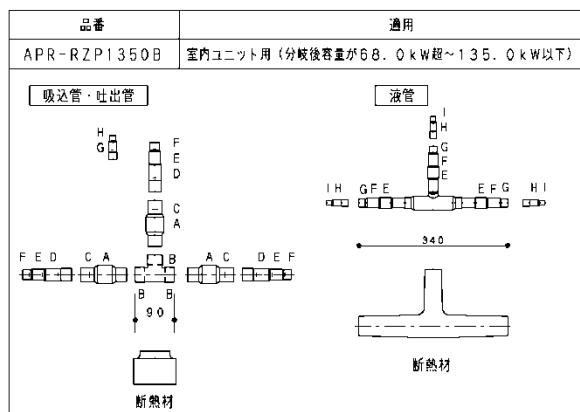 品番 適用
APR-RZP1350B 室内ユニット用(分岐後容量が68.0kW超～135.0kW以下)
吸込管・吐出管 液管
H
G
F
E
D
C
A
F E D C A B A C D E F
B B
90
断熱材
I
H
G
F
E
I H G F E E F G H I
340
断熱材